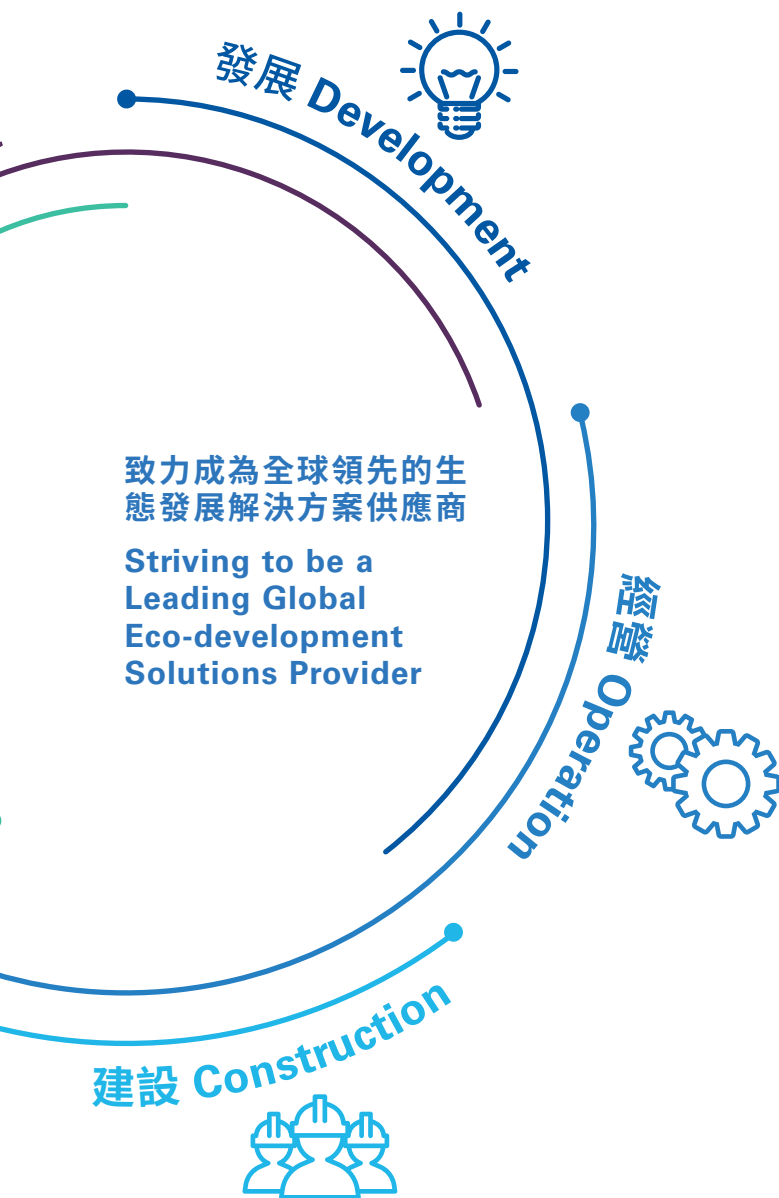 發展 Development
致力成為全球領先的生
態發展解決方案供應商
Striving to be a
Leading Global
Eco-development
Solutions Provider
經營 Operation
建設 Construction